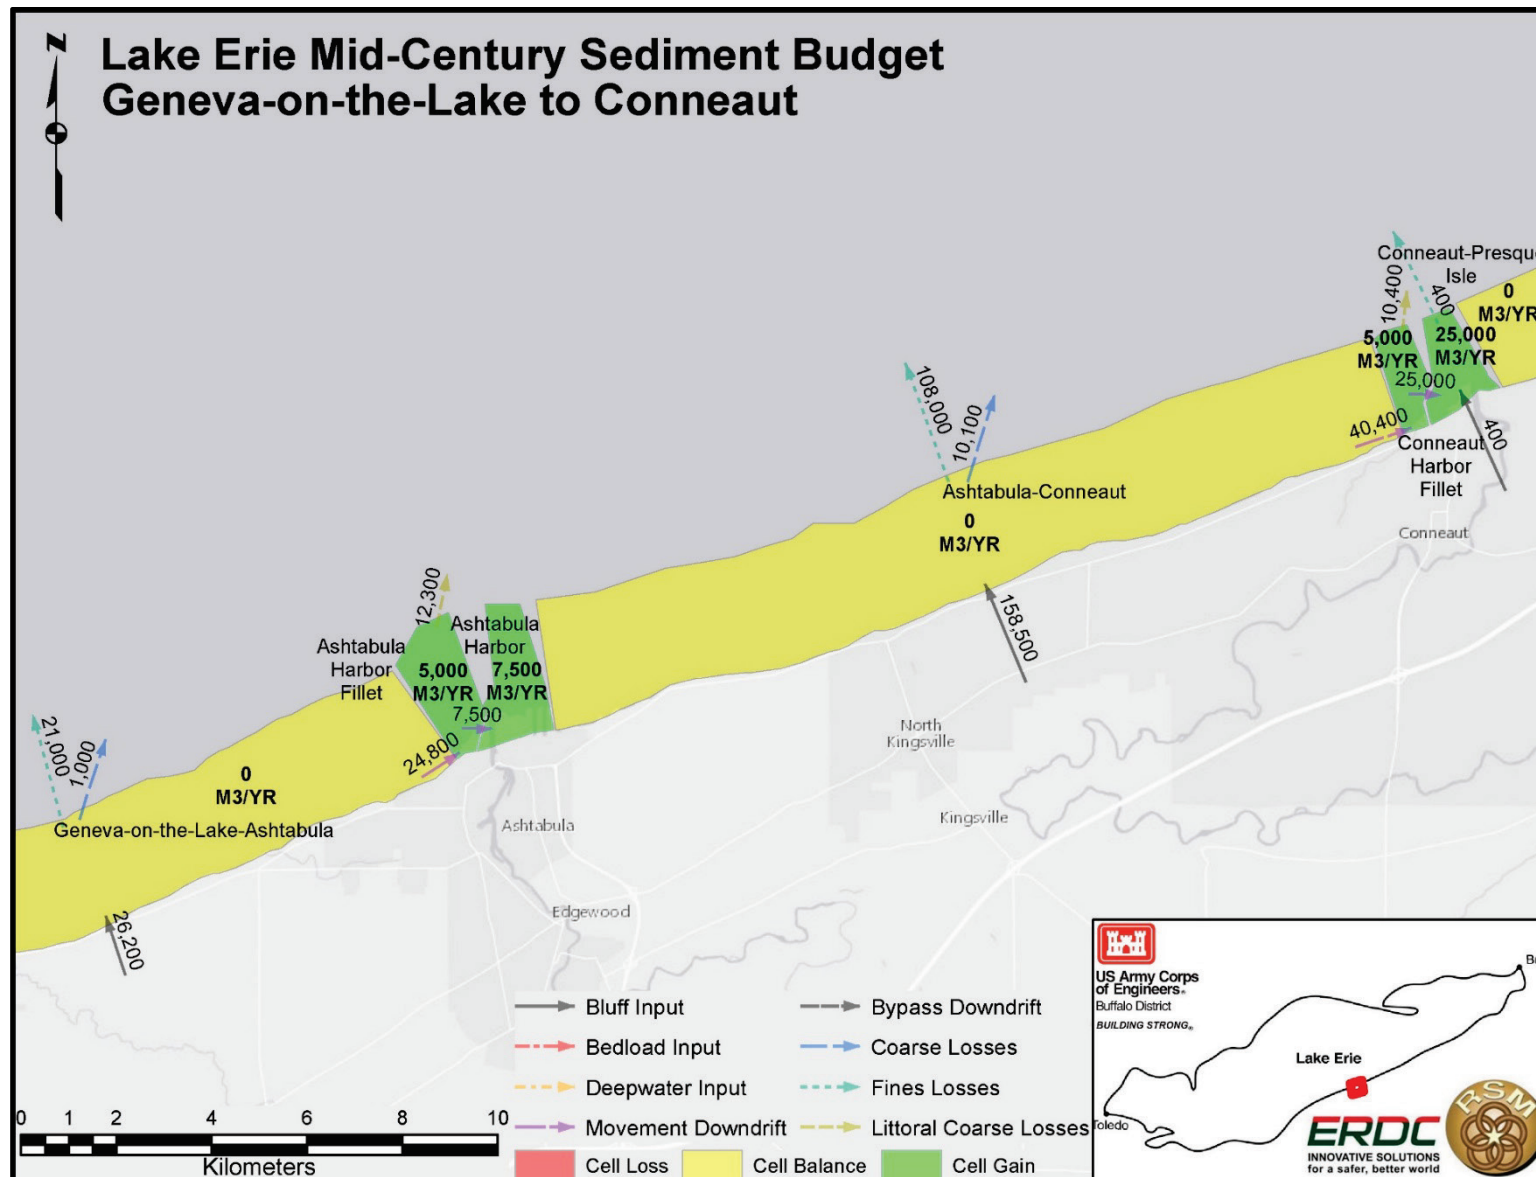 N
Lake Erie Mid-Century Sediment Budget
Geneva-on-the-Lake to Conneaut
Conneaut-Presque
Isle
0
M3/YR
10,400
400
5,000
M3/YR
25,000
M3/YR
25,000
40,400
Conneaut
Harbor
Fillet
400
Conneaut
108,000
10,100
Ashtabula-Conneaut
0
M3/YR
158,500
12,300
Ashtabula
Harbor
Fillet
Ashtabula
Harbor
5,000
M3/YR
7,500
M3/YR
7,500
24,800
21,000
1,000
0
M3/YR
Geneva-on-the-Lake-Ashtabula
26,200
North
Kingsville
Kingsville
Ashtabula
Edgewood
0 1 2 4 6 8 10
Kilometers
Bluff Input
Bedload Input
Deepwater Input
Movement Downdrift
Bypass Downdrift
Coarse Losses
Fines Losses
Littoral Coarse Losses
Cell Loss
Cell Balance
Cell Gain
US Army Corps
of Engineers®
Buffalo District
BUILDING STRONG®
Lake Erie
Toledo
ERDC
INNOVATIVE SOLUTIONS
for a safer, better world
RSM